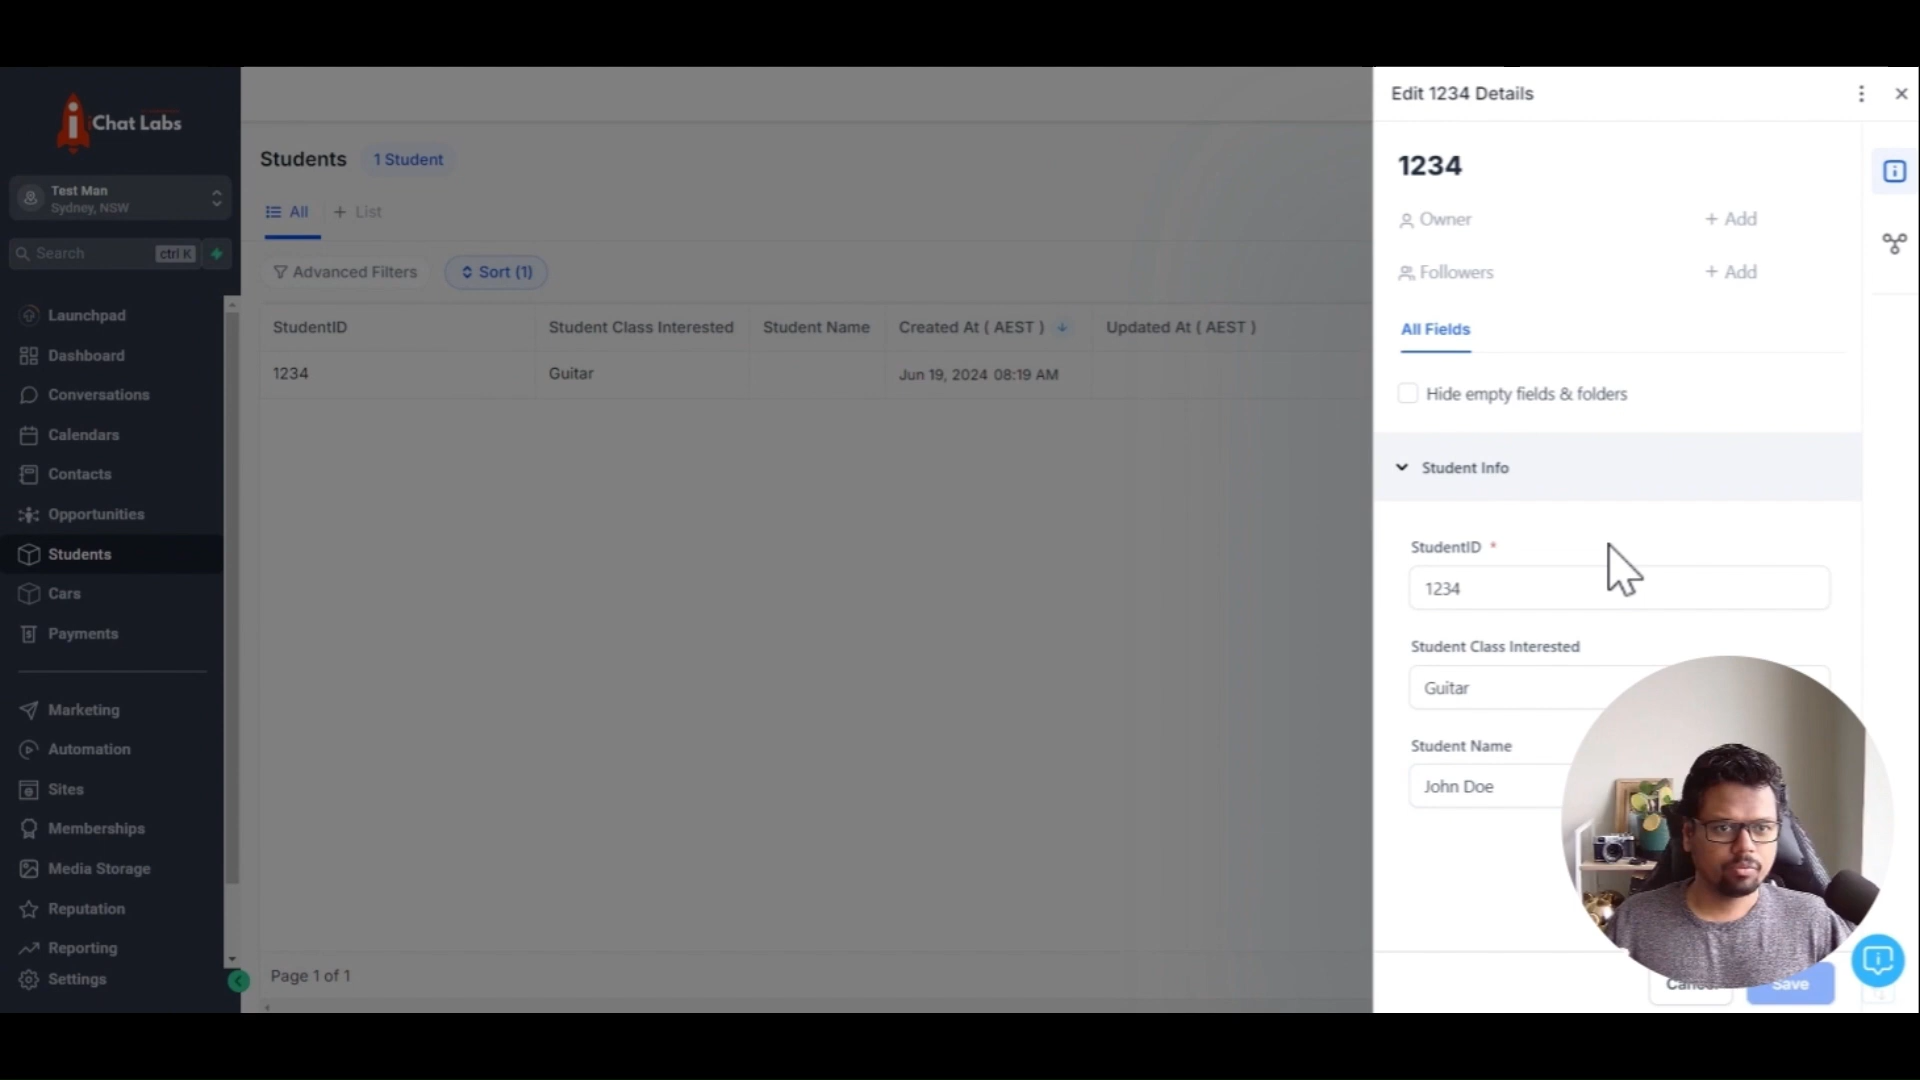 i Chat Labs
Test Man
Sydney, NSW
Search
ctrl K
Launchpad
Dashboard
Conversations
Calendars
Contacts
Opportunities
Students
Cars
Payments
Marketing
Automation
Sites
Memberships
Media Storage
Reputation
Reporting
Settings
Students
1 Student
All
+ List
Advanced Filters
Sort (1)
StudentID
Student Class Interested
Student Name
Created At ( AEST )
Updated At ( AEST )
1234
Guitar
Jun 19, 2024 08:19 AM
Page 1 of 1
Edit 1234 Details
1234
Owner
+ Add
Followers
+ Add
All Fields
Hide empty fields & folders
Student Info
StudentID *
1234
Student Class Interested
Guitar
Student Name
John Doe
Save